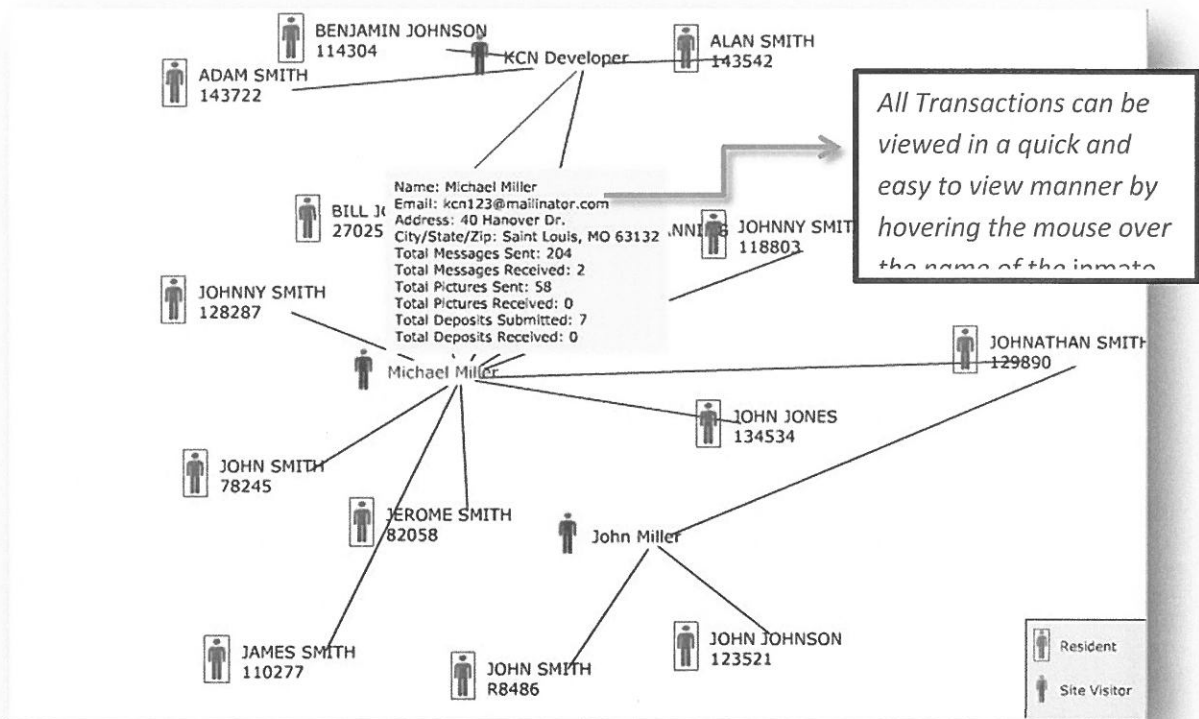 BENJAMIN JOHNSON
114304
KCN Developer
ALAN SMITH
143542
ADAM SMITH
143722
All Transactions can be
viewed in a quick and
easy to view manner by
hovering the mouse over
the name of the inmate
Name: Michael Miller
Email: kcn123@mailinator.com
Address: 40 Hanover Dr.
City/State/Zip: Saint Louis, MO 63132
Total Messages Sent: 204
Total Messages Received: 2
Total Pictures Sent: 58
Total Pictures Received: 0
Total Deposits Submitted: 7
Total Deposits Received: 0
BILL
27025
JOHNNY SMIT
118803
JOHNNY SMITH
128287
Michael Miller
JOHNATHAN SMITH
129890
JOHN JONES
134534
JOHN SMITH
78245
JEROME SMITH
82058
John Miller
JAMES SMITH
110277
JOHN SMITH
R8486
JOHN JOHNSON
123521
Resident
Site Visitor